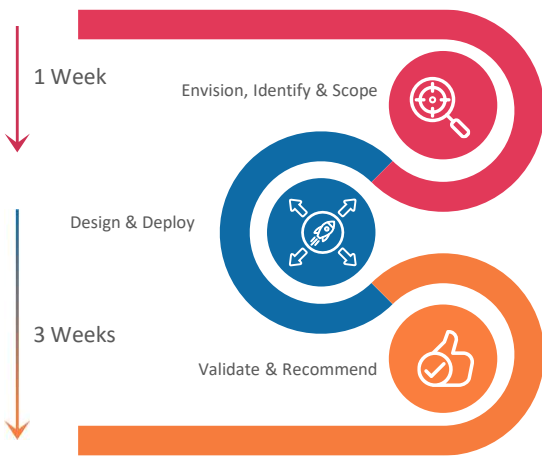 1 Week
Envision, Identify & Scope
Design & Deploy
3 Weeks
Validate & Recommend